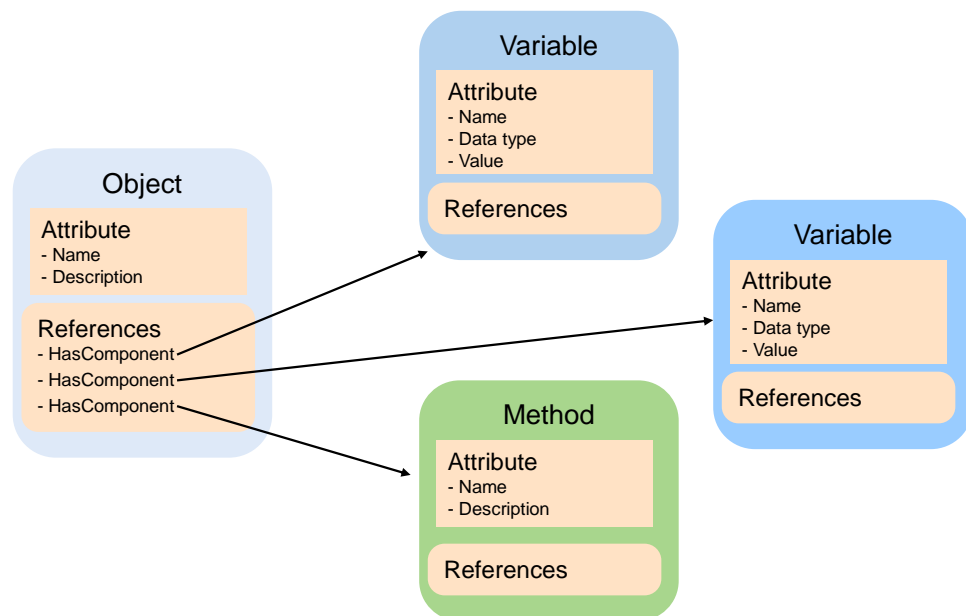 Object
Attribute
- Name
- Description
References
- HasComponent
- HasComponent
- HasComponent
Variable
Attribute
- Name
- Data type
- Value
References
Variable
Attribute
- Name
- Data type
- Value
References
Method
Attribute
- Name
- Description
References